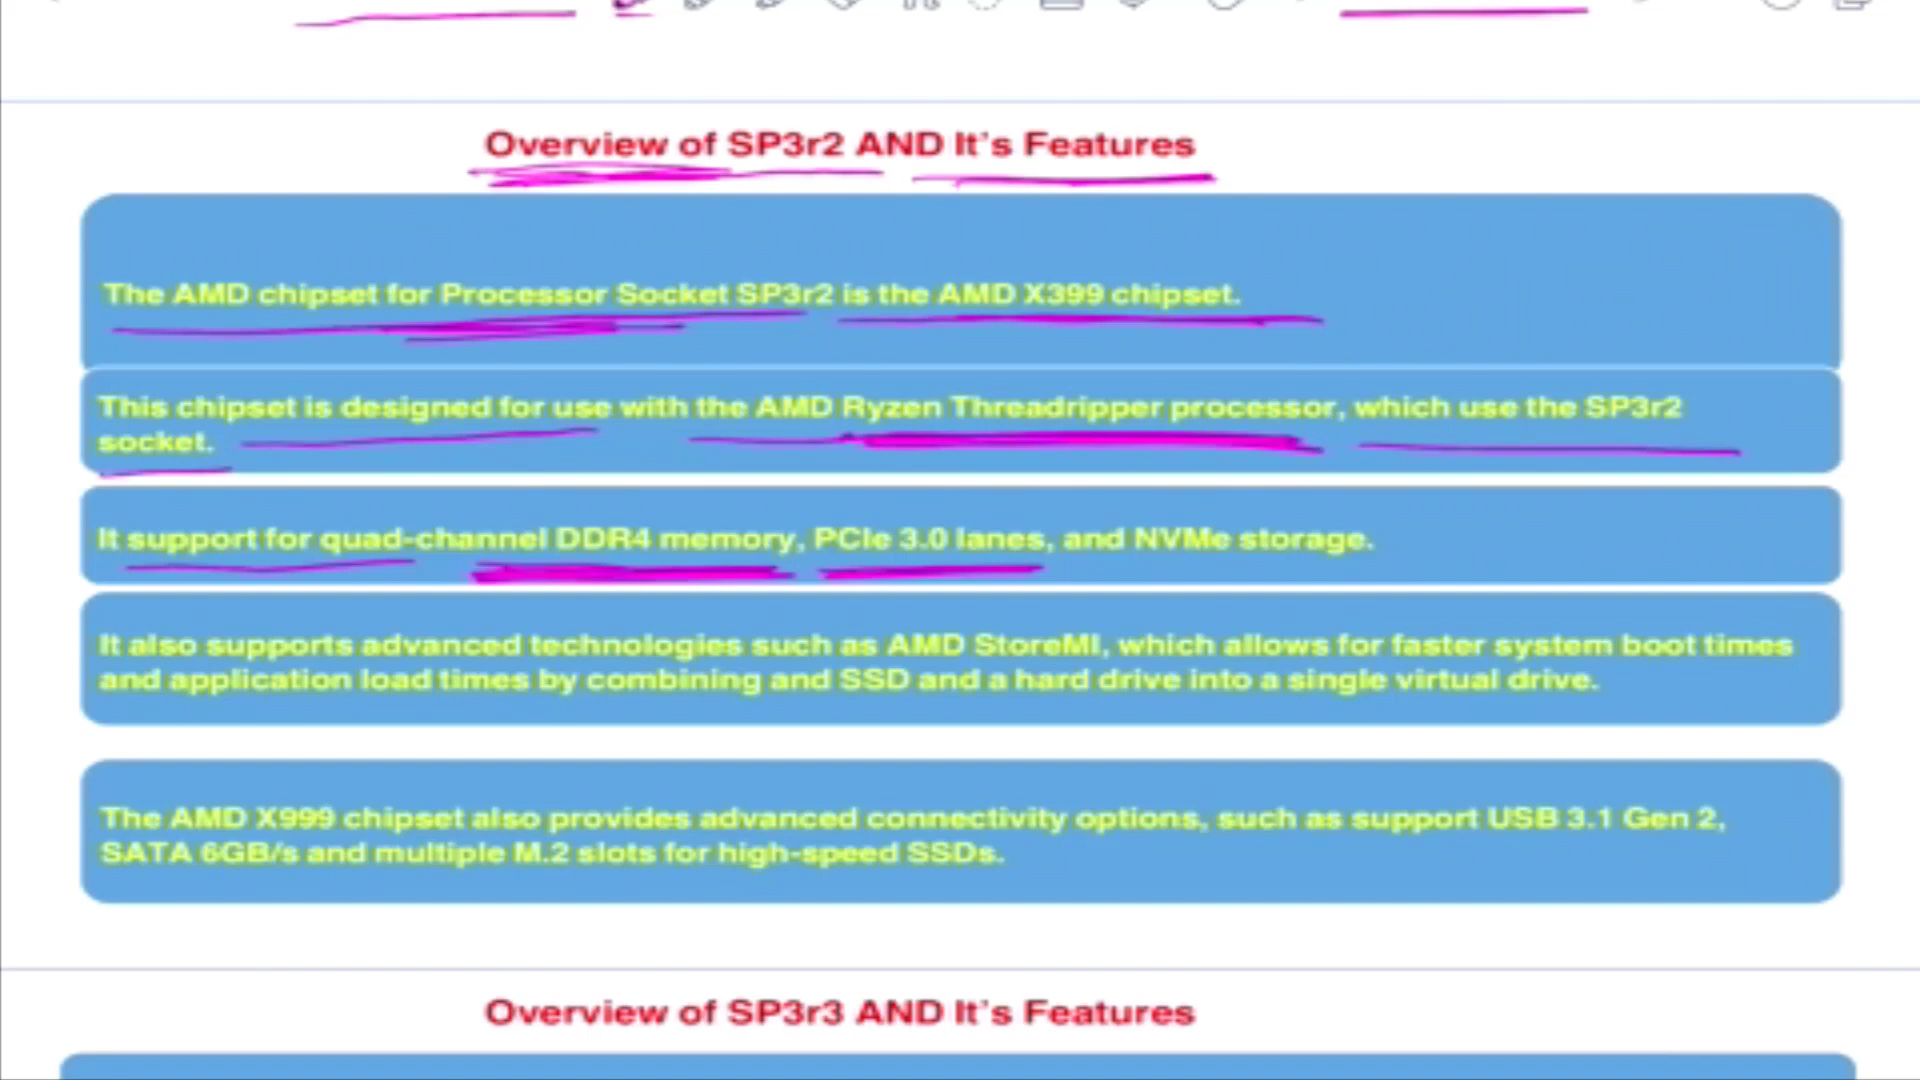 Overview of SP3r2 AND It's Features
The AMD chipset for Processor Socket SP3r2 is the AMD X399 chipset.
This chipset is designed for use with the AMD Ryzen Threadripper processor, which use the SP3r2
socket.
It support for quad-channel DDR4 memory, PCIe 3.0 lanes, and NVMe storage.
It also supports advanced technologies such as AMD StoreMI, which allows for faster system boot times
and application load times by combining and SSD and a hard drive into a single virtual drive.
The AMD X999 chipset also provides advanced connectivity options, such as support USB 3.1 Gen 2,
SATA 6GB/s and multiple M.2 slots for high-speed SSDs.
Overview of SP3r3 AND It's Features